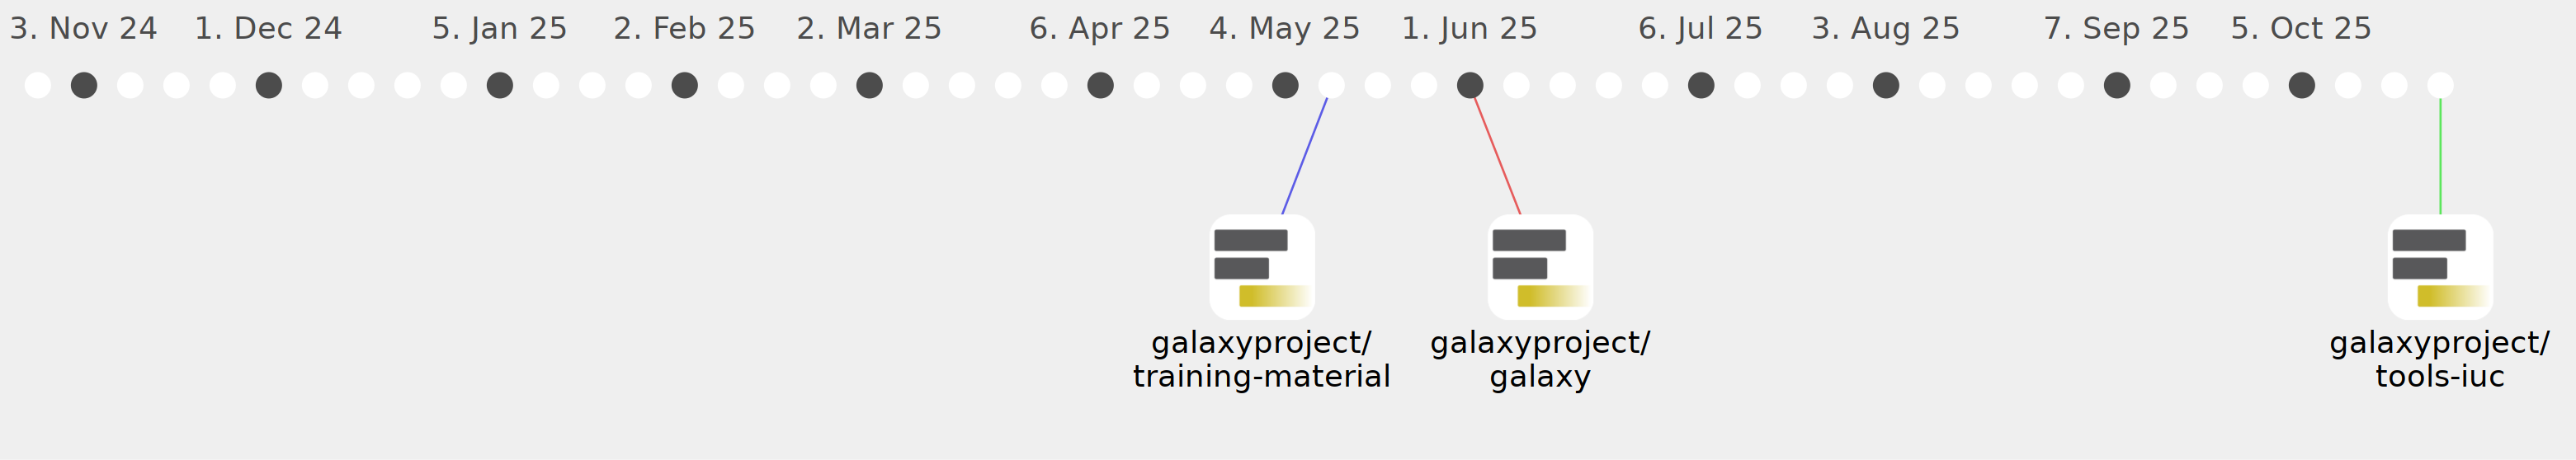 3. Nov 24 1. Dec 24 5. Jan 25 2. Feb 25 2. Mar 25 6. Apr 25 4. May 25 1. Jun 25 6. Jul 25 3. Aug 25 7. Sep 25 5. Oct 25
galaxyproject/
training-material
galaxyproject/
galaxy
galaxyproject/
tools-iuc